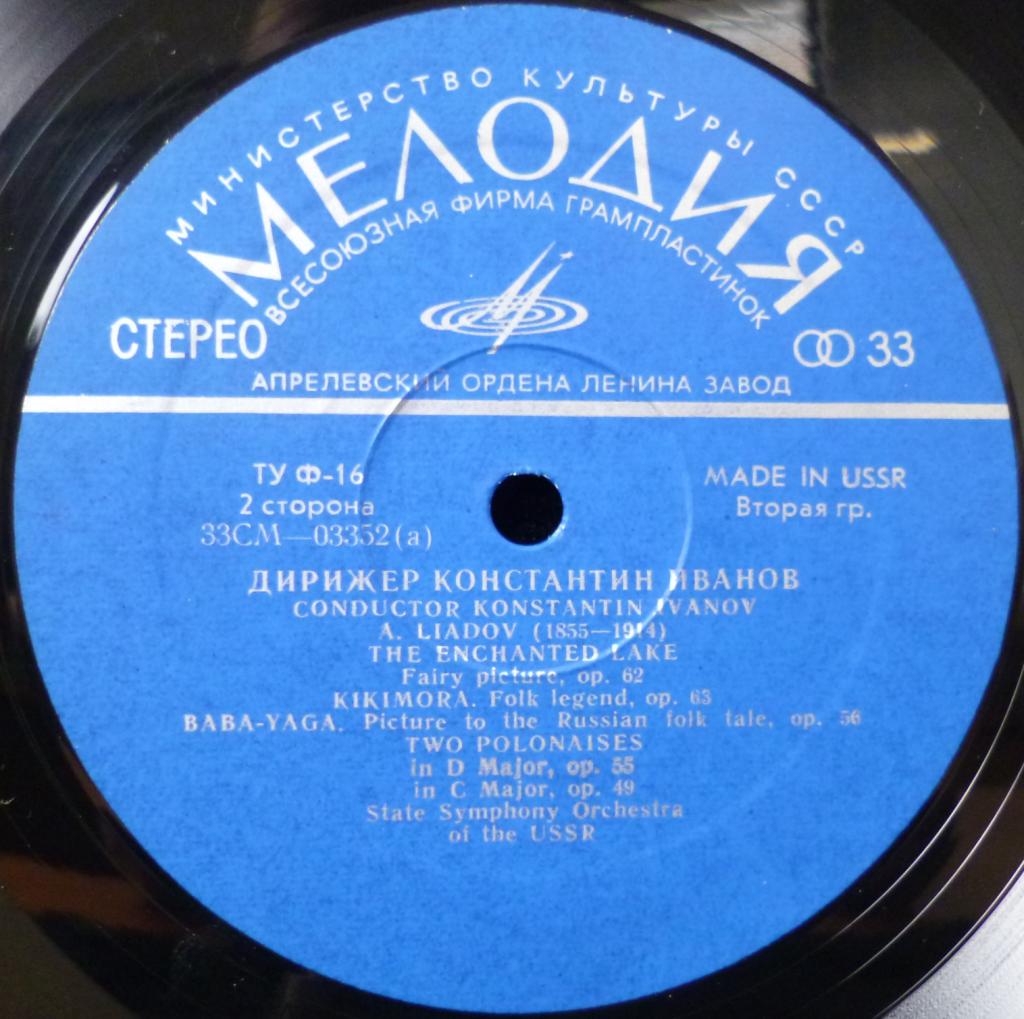 МИНИСТЕРСТВО КУЛЬТУРЫ СССР
МЕЛОДИЯ
ВСЕСОЮЗНАЯ ФИРМА ГРАМПЛАСТИНОК
СТЕРЕО
33
АПРЕЛЕВСКИЙ ОРДЕНА ЛЕНИНА ЗАВОД
ТУ Ф-16
2 сторона
33СМ—03352(а)
MADE IN USSR
Вторая гр.
ДИРИЖЕР КОНСТАНТИН ИВАНОВ
CONDUCTOR KONSTANTIN IVANOV
A. LIADOV (1855—1914)
THE ENCHANTED LAKE
Fairy picture, op. 62
KIKIMORA. Folk legend, op. 63
BABA-YAGA. Picture to the Russian folk tale, op. 56
TWO POLONAISES
in D Major, op. 55
in C Major, op. 49
State Symphony Orchestra
of the USSR